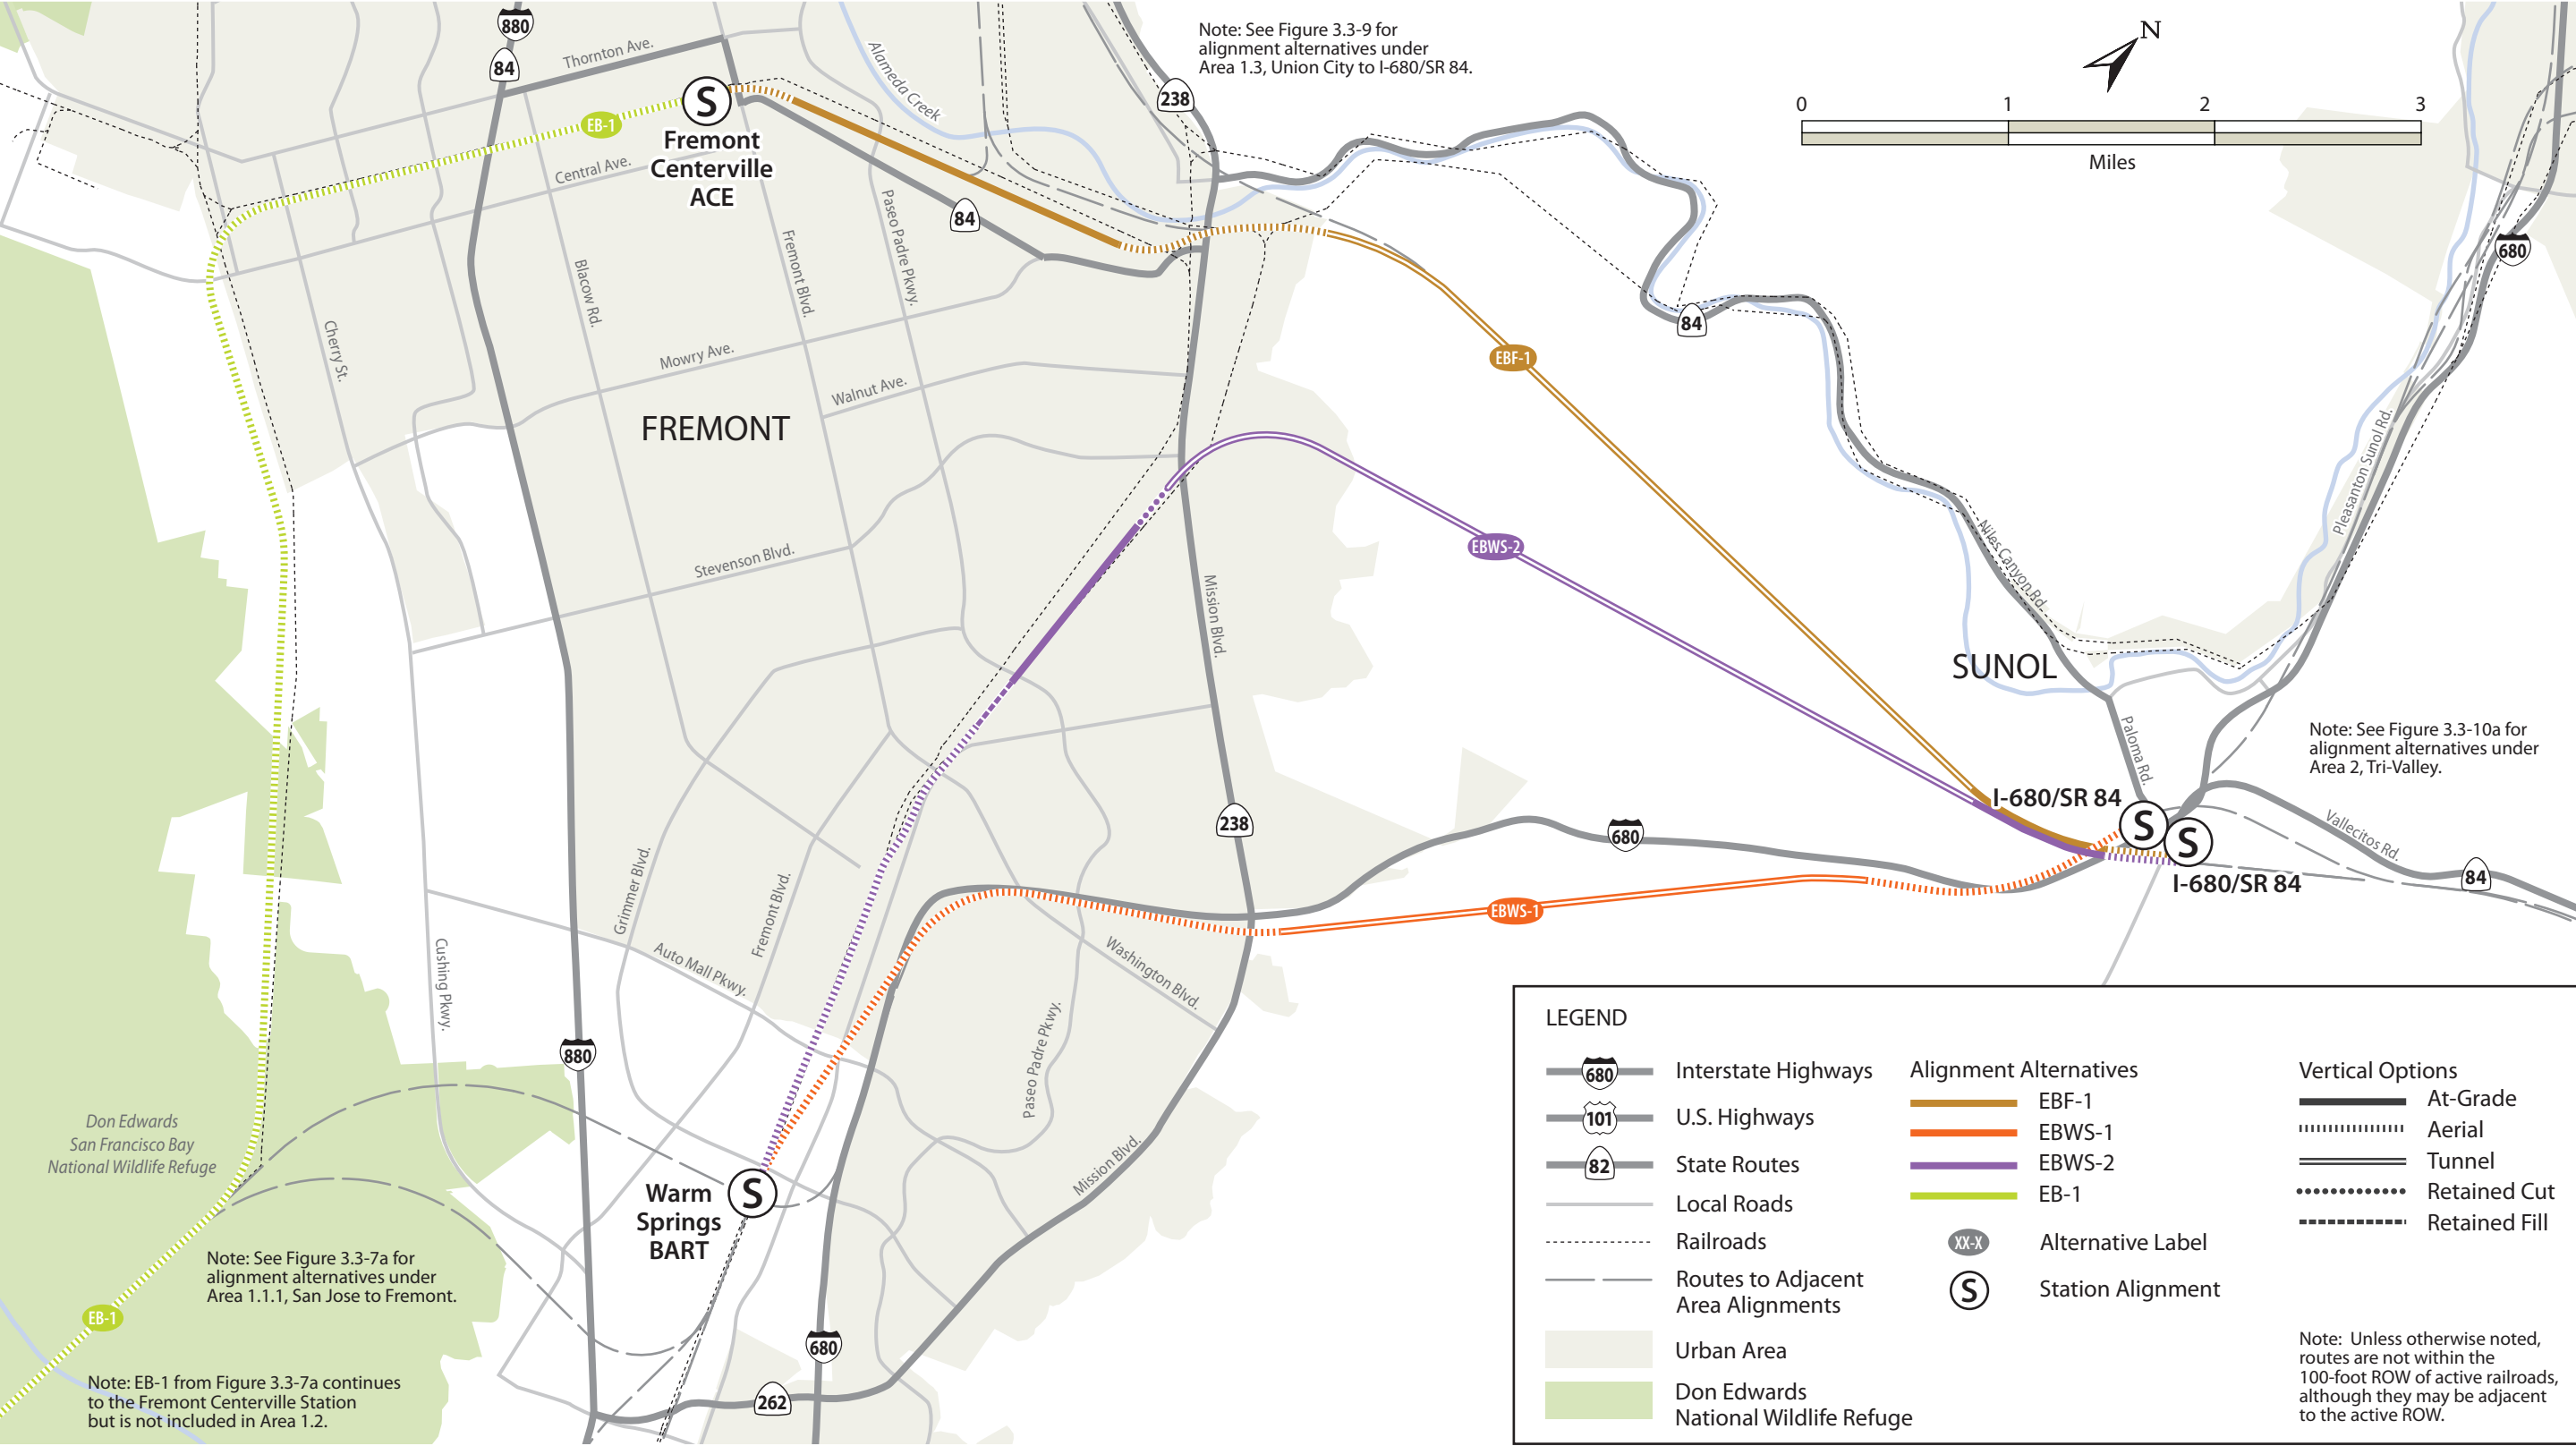 880
84
Thornton Ave.
Alameda Creek
Note: See Figure 3.3-9 for
alignment alternatives under
Area 1.3, Union City to I-680/SR 84.
238
N
0 1 2 3
Miles
EB-1
S
Fremont
Centerville
ACE
Central Ave.
84
Paseo Padre Pkwy.
Fremont Blvd.
Blacow Rd.
Cherry St.
Mowry Ave.
Walnut Ave.
FREMONT
EBF-1
84
680
Pleasanton Sunol Rd.
Niles Canyon Rd.
EBWS-2
Stevenson Blvd.
Mission Blvd.
SUNOL
Paloma Rd.
Note: See Figure 3.3-10a for
alignment alternatives under
Area 2, Tri-Valley.
I-680/SR 84
S
S
I-680/SR 84
Vallecitos Rd.
84
238
680
EBWS-1
Grimmer Blvd.
Fremont Blvd.
Auto Mall Pkwy.
Washington Blvd.
Cushing Pkwy.
Paseo Padre Pkwy.
880
Mission Blvd.
Don Edwards
San Francisco Bay
National Wildlife Refuge
Warm
Springs
BART
S
Note: See Figure 3.3-7a for
alignment alternatives under
Area 1.1.1, San Jose to Fremont.
EB-1
680
262
Note: EB-1 from Figure 3.3-7a continues
to the Fremont Centerville Station
but is not included in Area 1.2.
LEGEND
680 Interstate Highways
101 U.S. Highways
82 State Routes
Local Roads
Railroads
Routes to Adjacent
Area Alignments
Urban Area
Don Edwards
National Wildlife Refuge
Alignment Alternatives
EBF-1
EBWS-1
EBWS-2
EB-1
XX-X Alternative Label
S Station Alignment
Vertical Options
At-Grade
Aerial
Tunnel
Retained Cut
Retained Fill
Note: Unless otherwise noted,
routes are not within the
100-foot ROW of active railroads,
although they may be adjacent
to the active ROW.